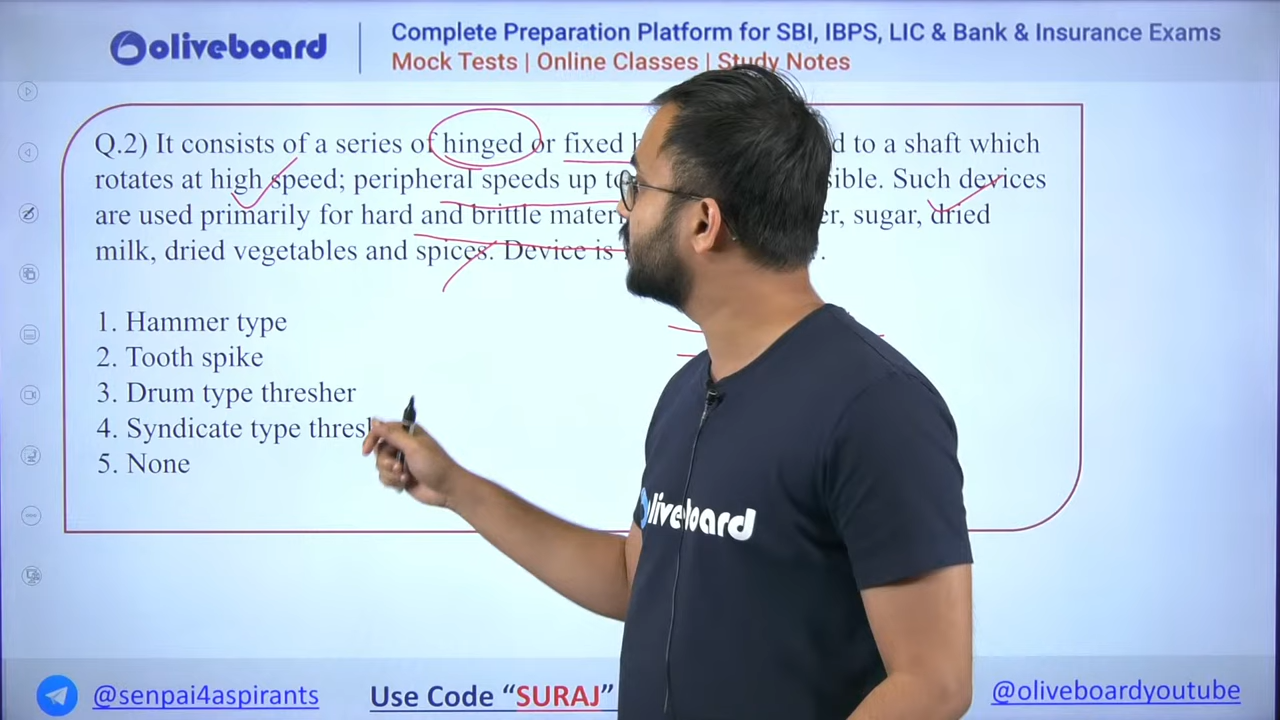 oliveboard
Complete Preparation Platform for SBI, IBPS, LIC & Bank & Insurance Exams
Mock Tests | Online Classes | Study Notes
Q.2) It consists of a series of hinged or fixed to a shaft which
rotates at high speed; peripheral speeds up to Such devices
are used primarily for hard and brittle sugar, dried
milk, dried vegetables and spices. Device is
1. Hammer type
2. Tooth spike
3. Drum type thresher
4. Syndicate type
5. None
oliveboard
@senpai4aspirants
Use Code “SURAJ”
@oliveboardyoutube